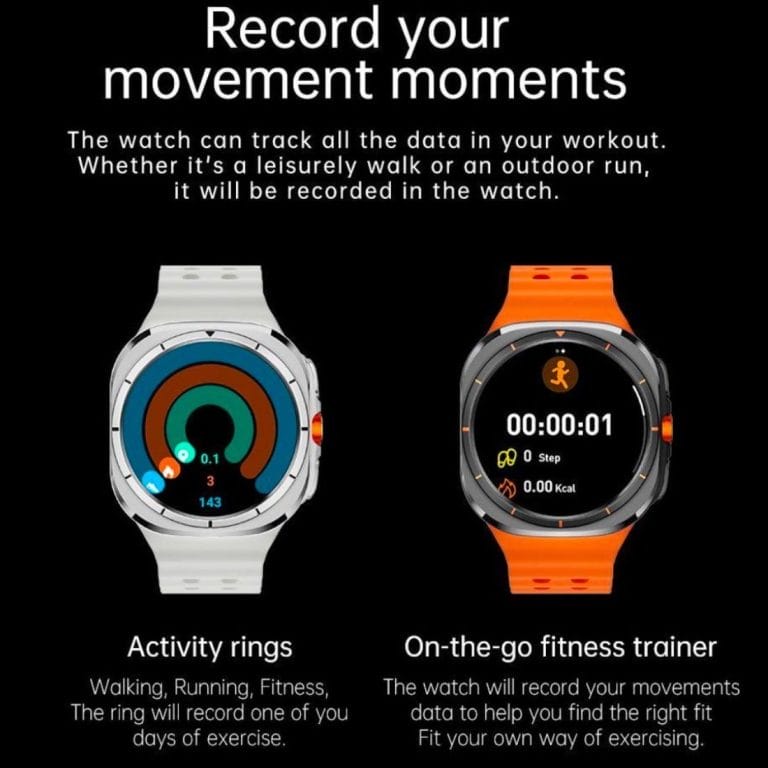 Record your
movement moments
The watch can track all the data in your workout.
Whether it's a leisurely walk or an outdoor run,
it will be recorded in the watch.
0.1
3
143
00:00:01
0 Step
0.00 Kcal
Activity rings
Walking, Running, Fitness,
The ring will record one of you
days of exercise.
On-the-go fitness trainer
The watch will record your movements
data to help you find the right fit
Fit your own way of exercising.